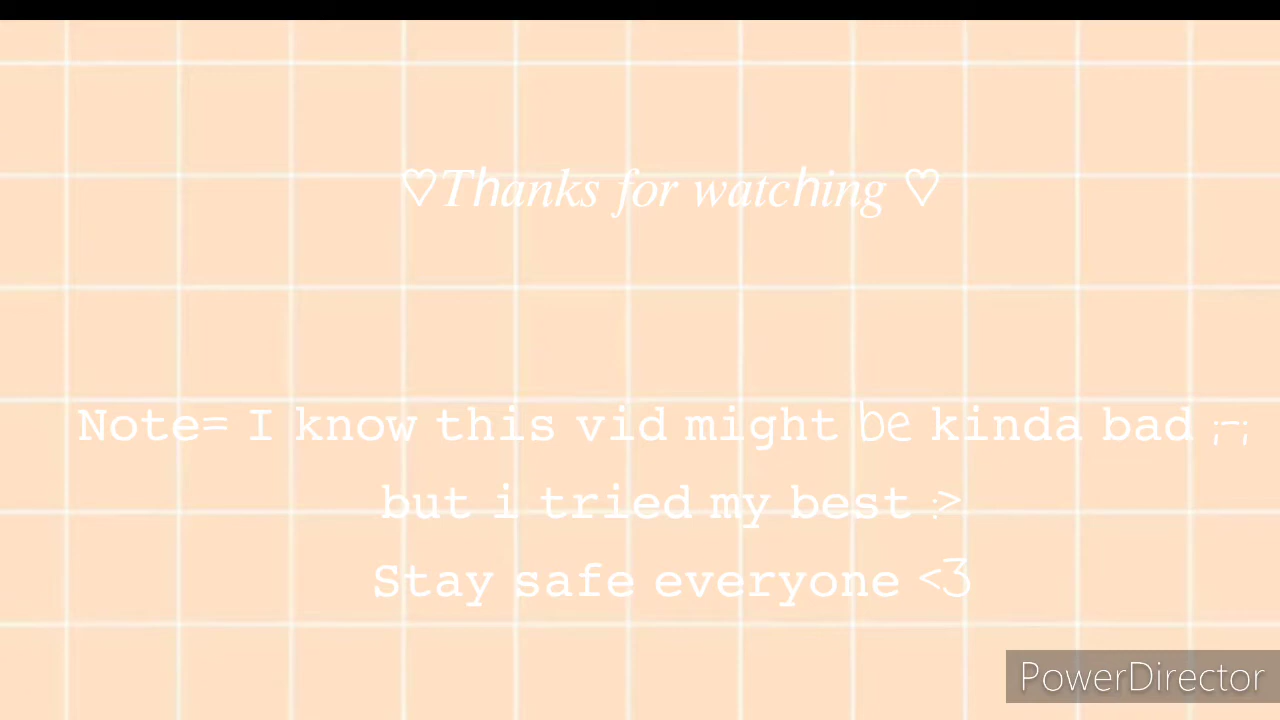 ♡Thanks for watching ♡
Note= I know this vid might be kinda bad ;-;
but i tried my best :>
Stay safe everyone <3
PowerDirector